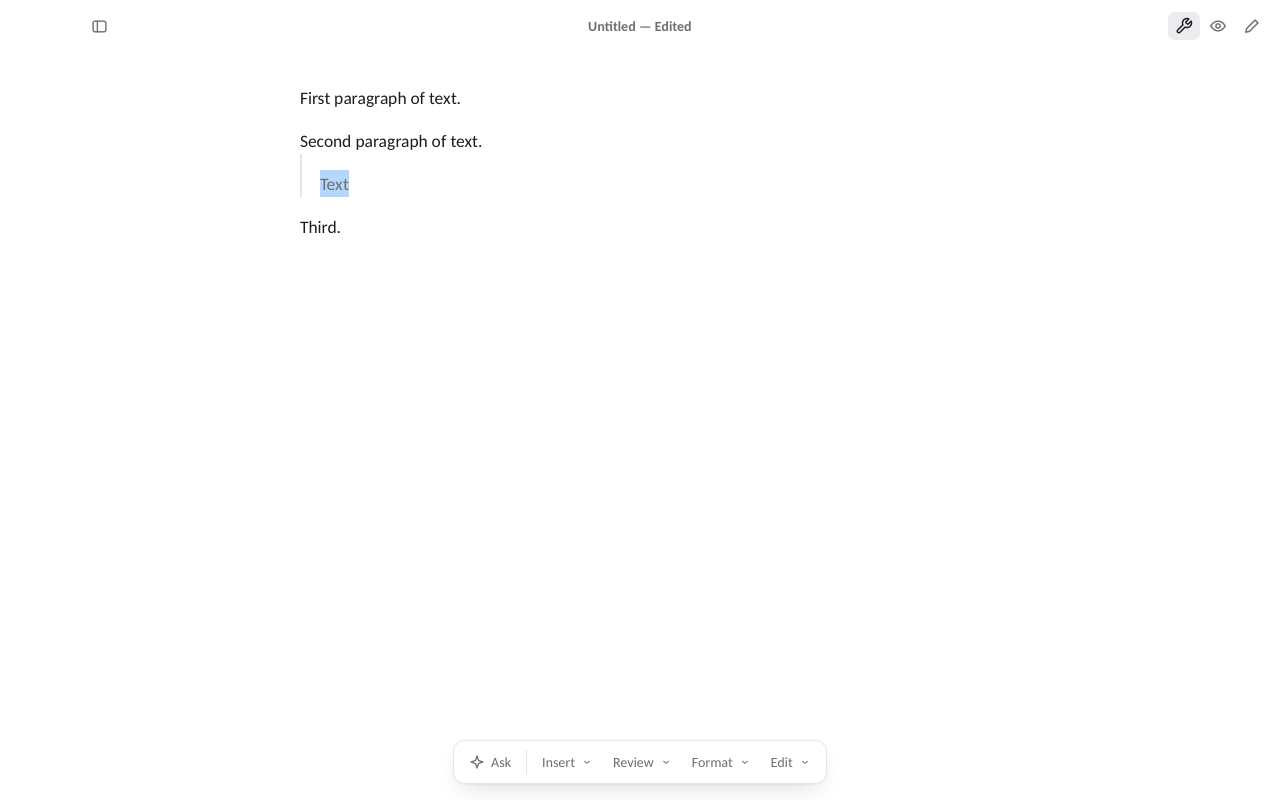 Untitled — Edited
First paragraph of text.
Second paragraph of text.
Text
Third.
Ask Insert Review Format Edit